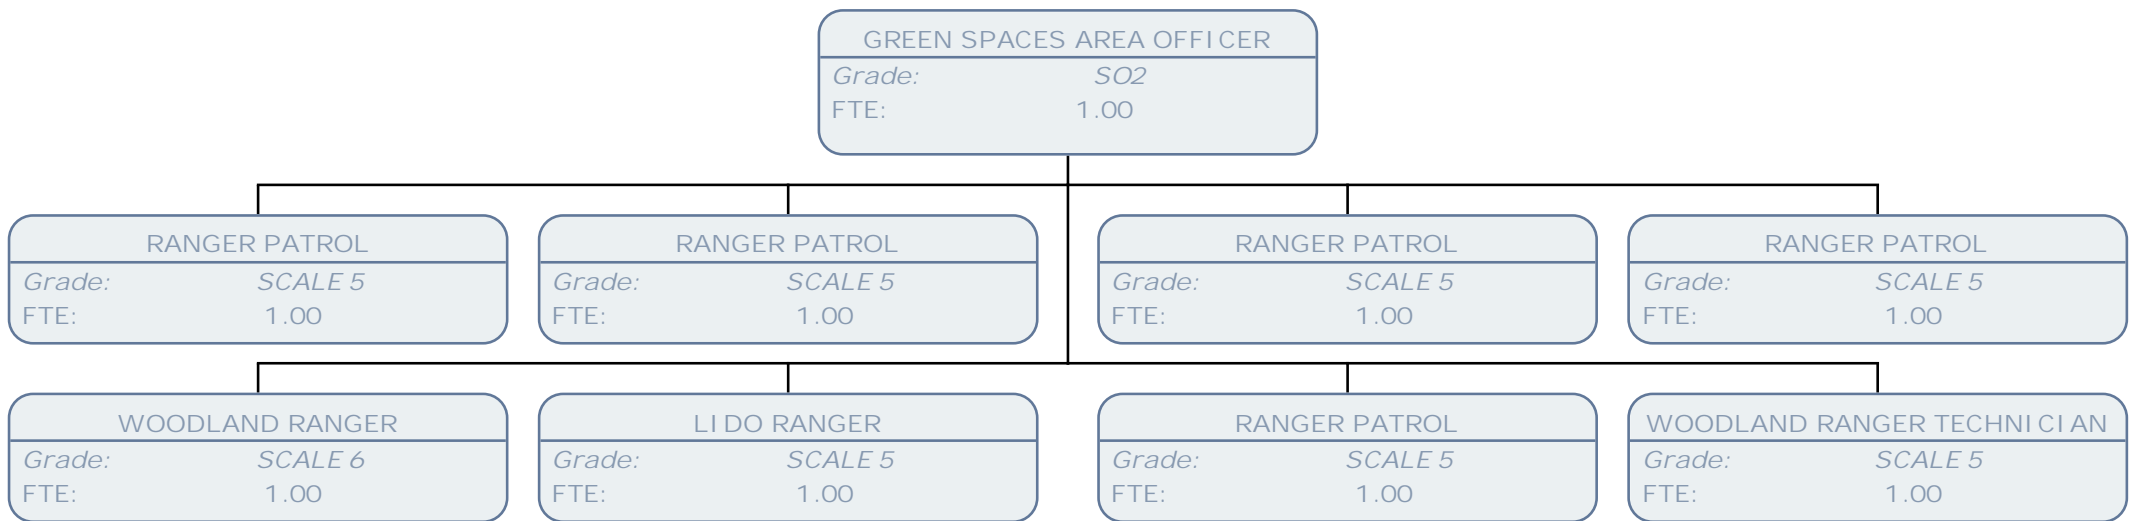 GREEN SPACES AREA OFFICER
Grade: SO2
FTE: 1.00
RANGER PATROL
Grade: SCALE 5
FTE: 1.00
RANGER PATROL
Grade: SCALE 5
FTE: 1.00
RANGER PATROL
Grade: SCALE 5
FTE: 1.00
RANGER PATROL
Grade: SCALE 5
FTE: 1.00
WOODLAND RANGER
Grade: SCALE 6
FTE: 1.00
LIDO RANGER
Grade: SCALE 5
FTE: 1.00
RANGER PATROL
Grade: SCALE 5
FTE: 1.00
WOODLAND RANGER TECHNICIAN
Grade: SCALE 5
FTE: 1.00